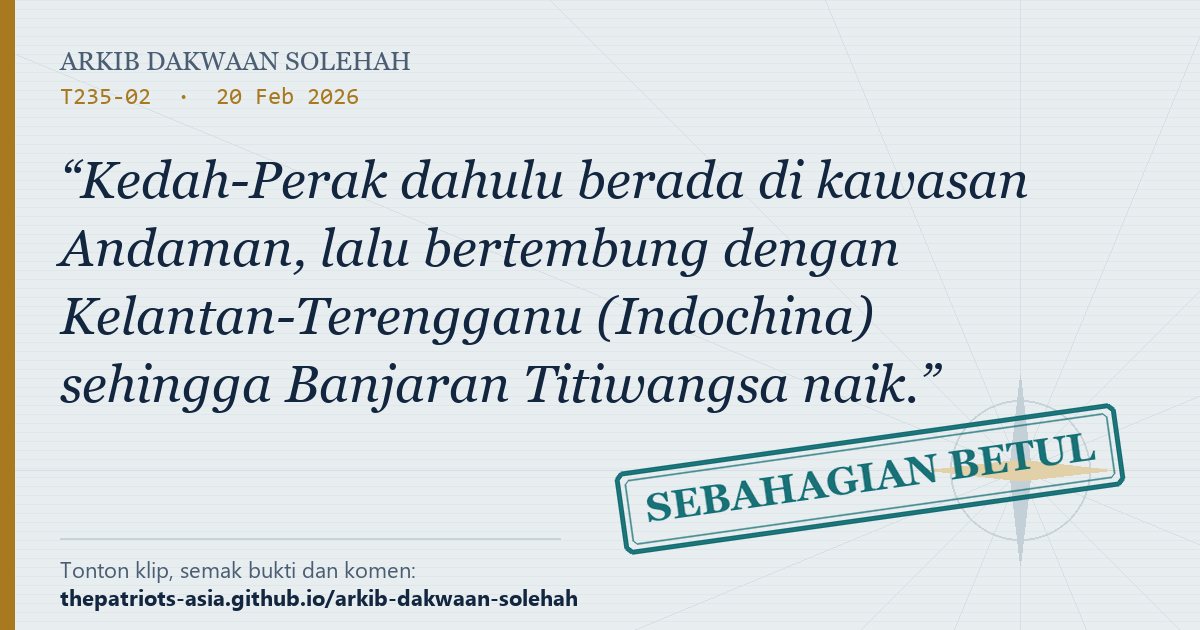 ARKIB DAKWAAN SOLEHAH
T235-02 · 20 Feb 2026
“Kedah-Perak dahulu berada di kawasan
Andaman, lalu bertembung dengan
Kelantan-Terengganu (Indochina)
sehingga Banjaran Titiwangsa naik.”
SEBAHAGIAN BETUL
Tonton klip, semak bukti dan komen:
thepatriots-asia.github.io/arkib-dakwaan-solehah